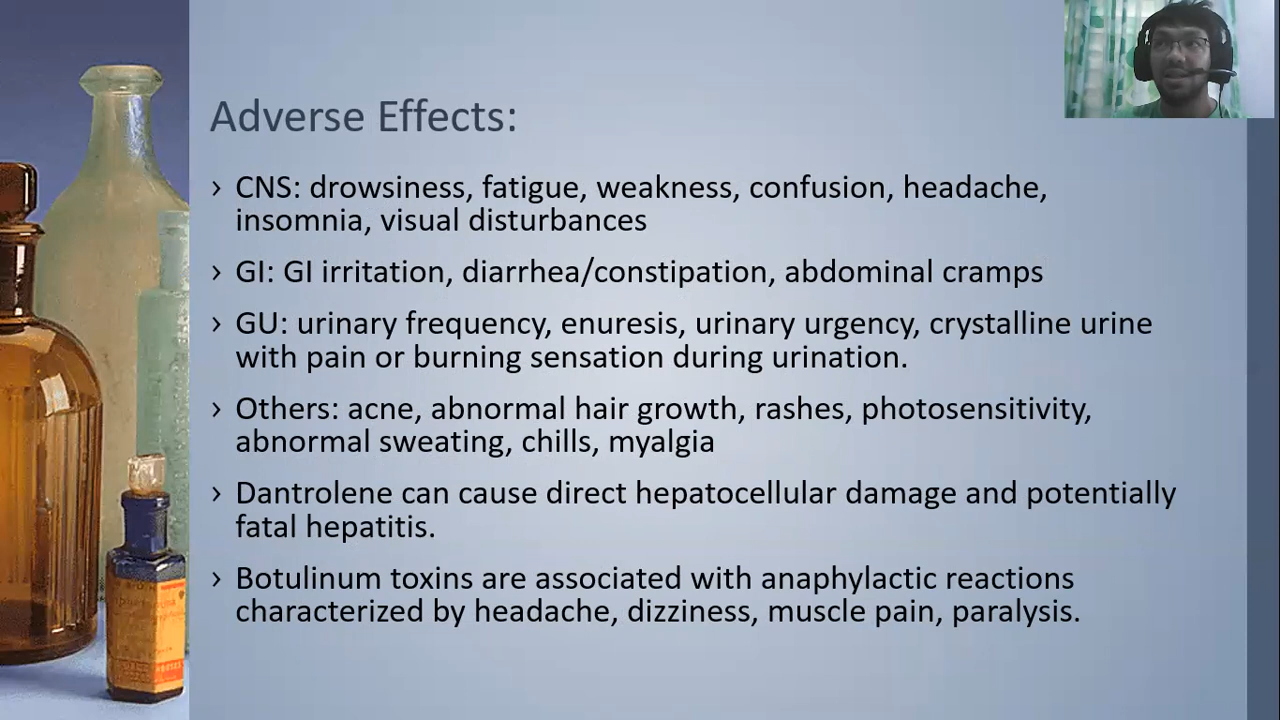 Adverse Effects:
› CNS: drowsiness, fatigue, weakness, confusion, headache,
insomnia, visual disturbances
› GI: GI irritation, diarrhea/constipation, abdominal cramps
› GU: urinary frequency, enuresis, urinary urgency, crystalline urine
with pain or burning sensation during urination.
› Others: acne, abnormal hair growth, rashes, photosensitivity,
abnormal sweating, chills, myalgia
› Dantrolene can cause direct hepatocellular damage and potentially
fatal hepatitis.
› Botulinum toxins are associated with anaphylactic reactions
characterized by headache, dizziness, muscle pain, paralysis.